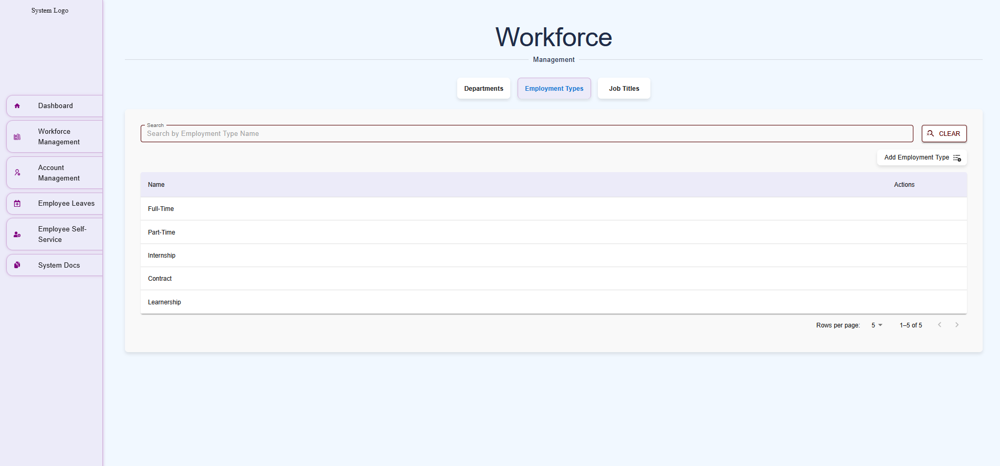 System Logo
Dashboard
Workforce
Management
Account
Management
Employee Leaves
Employee Self-
Service
System Docs
Workforce
Management
Departments
Employment Types
Job Titles
Search
Search by Employment Type Name
CLEAR
Add Employment Type
Name Actions
Full-Time
Part-Time
Internship
Contract
Learnership
Rows per page: 5 1–5 of 5